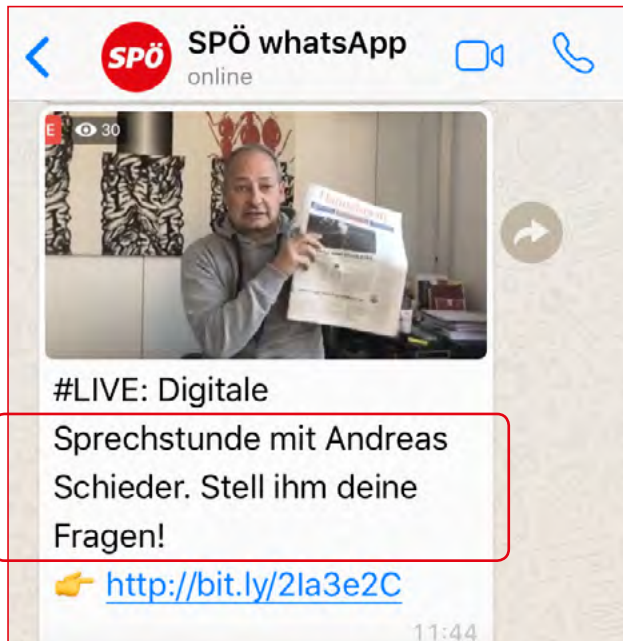 SPÖ
SPÖ whatsApp
online
E 30
Handelsblatt
#LIVE: Digitale
Sprechstunde mit Andreas
Schieder. Stell ihm deine
Fragen!
http://bit.ly/2la3e2C
11:44